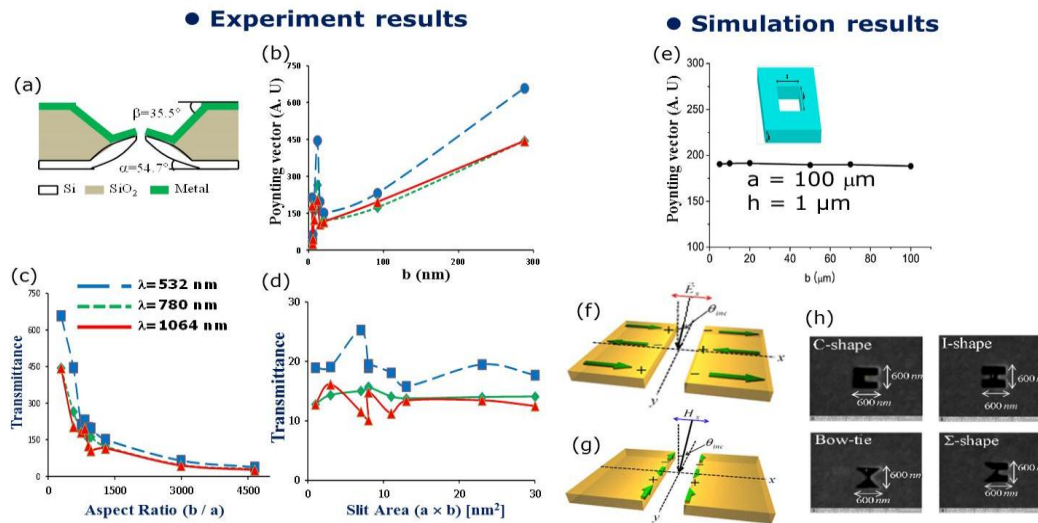 • Experiment results
• Simulation results
(a)
β=35.5°
α=54.7°
Si SiO₂ Metal
(b)
Poynting vector (A. U)
750
600
450
300
150
0
0 100 200 300
b (nm)
(c)
λ=532 nm
λ=780 nm
λ=1064 nm
Transmittance
750
600
450
300
150
0
0 1500 3000 4500
Aspect Ratio (b / a)
(d)
Transmittance
30
20
10
0
0 10 20 30
Slit Area (a × b) [nm²]
(e)
Poynting vector (A. U)
300
250
200
150
100
a = 100 μm
h = 1 μm
0 20 40 60 80 100
b (μm)
(f)
θinc
x
y
(g)
Hx
θinc
x
y
(h)
C-shape
600 nm
600 nm
I-shape
600 nm
600 nm
Bow-tie
600 nm
600 nm
Σ-shape
600 nm
600 nm